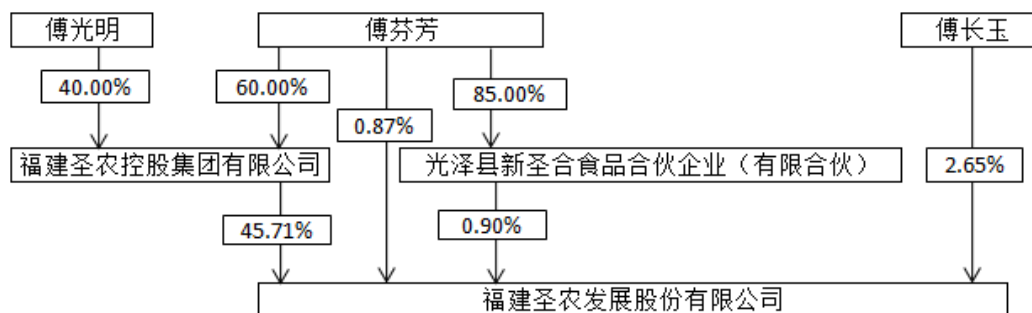 傅光明
傅芬芳
傅长玉
40.00%
60.00%
85.00%
0.87%
福建圣农控股集团有限公司
光泽县新圣合食品合伙企业（有限合伙）
2.65%
45.71%
0.90%
福建圣农发展股份有限公司